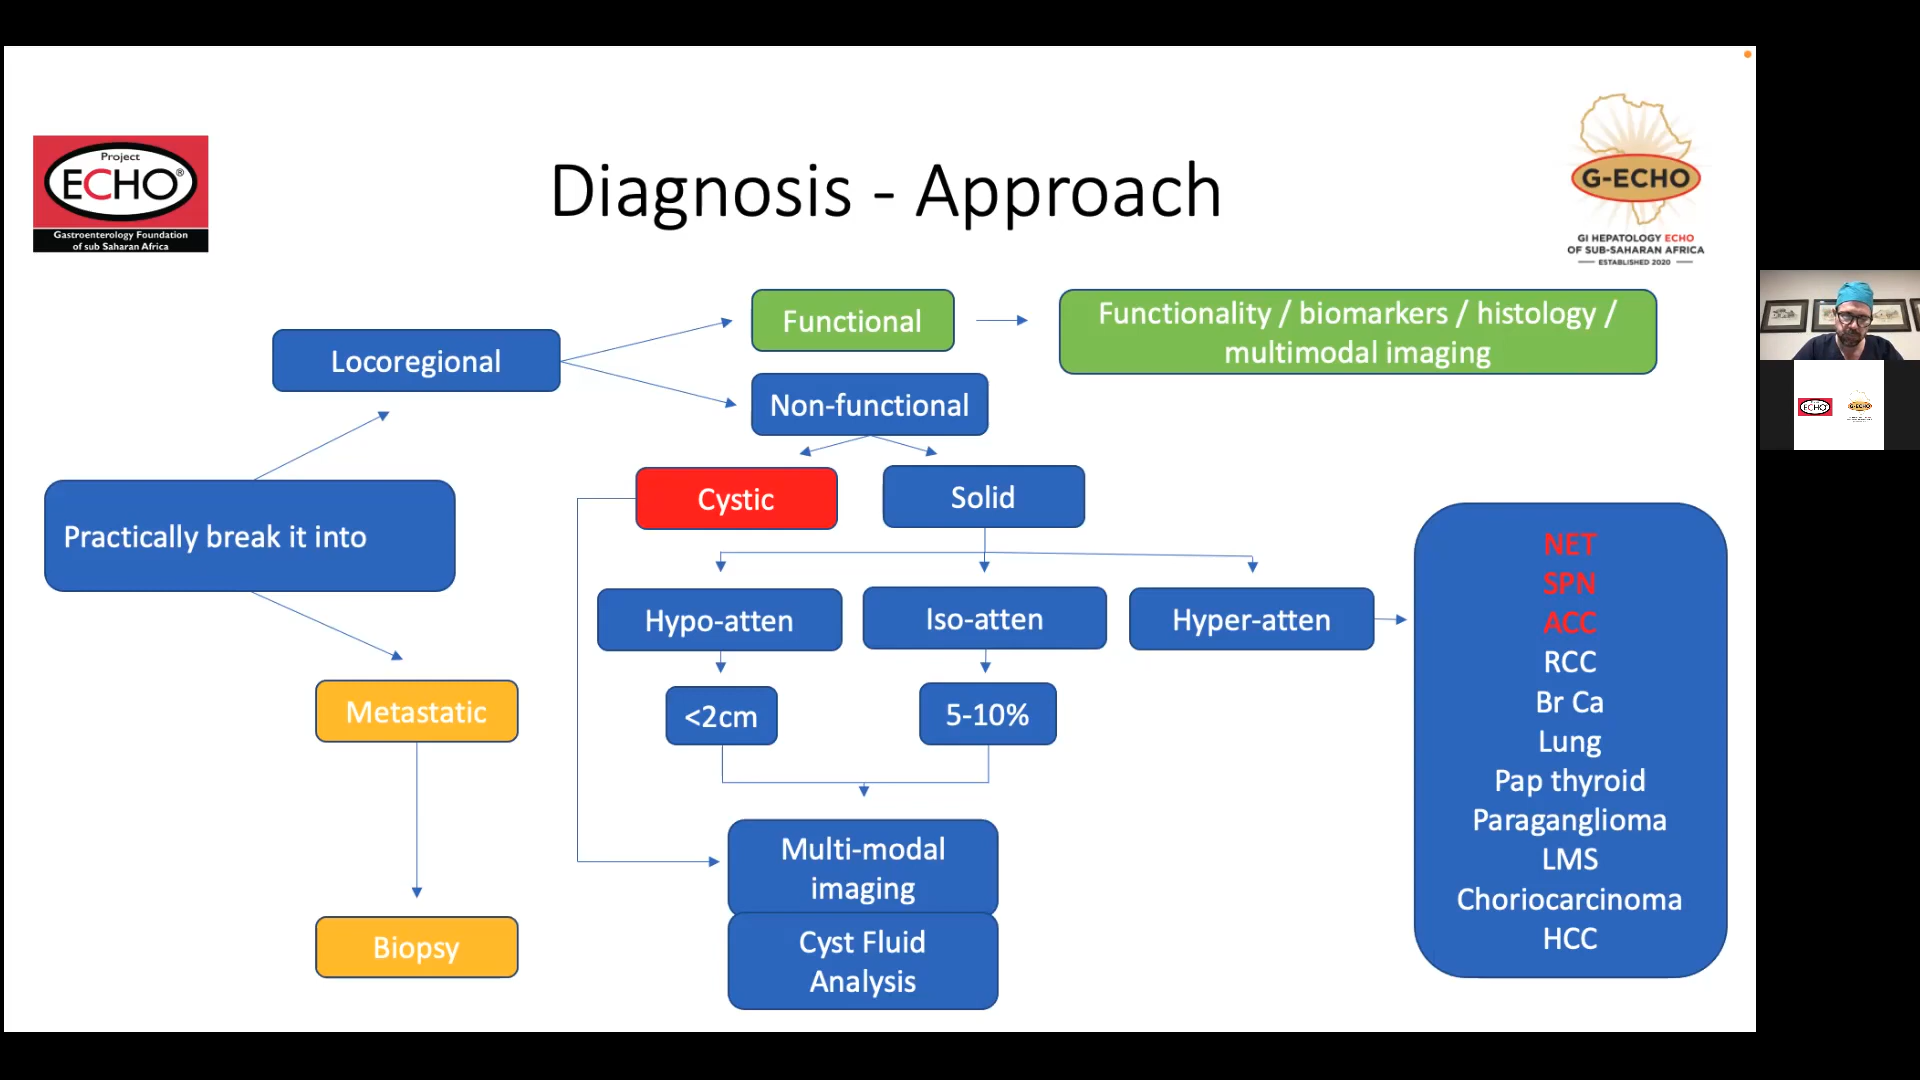 Project
ECHO®
Gastroenterology Foundation
of sub Saharan Africa
Diagnosis - Approach
G-ECHO
GI HEPATOLOGY ECHO
OF SUB-SAHARAN AFRICA
ESTABLISHED 2020
Functional
Functionality / biomarkers / histology /
multimodal imaging
Locoregional
Non-functional
Cystic
Solid
Practically break it into
Hypo-atten
Iso-atten
Hyper-atten
NET
SPN
ACC
RCC
Br Ca
Lung
Pap thyroid
Paraganglioma
LMS
Choriocarcinoma
HCC
Metastatic
<2cm
5-10%
Multi-modal
imaging
Biopsy
Cyst Fluid
Analysis
ECHO
G-ECHO